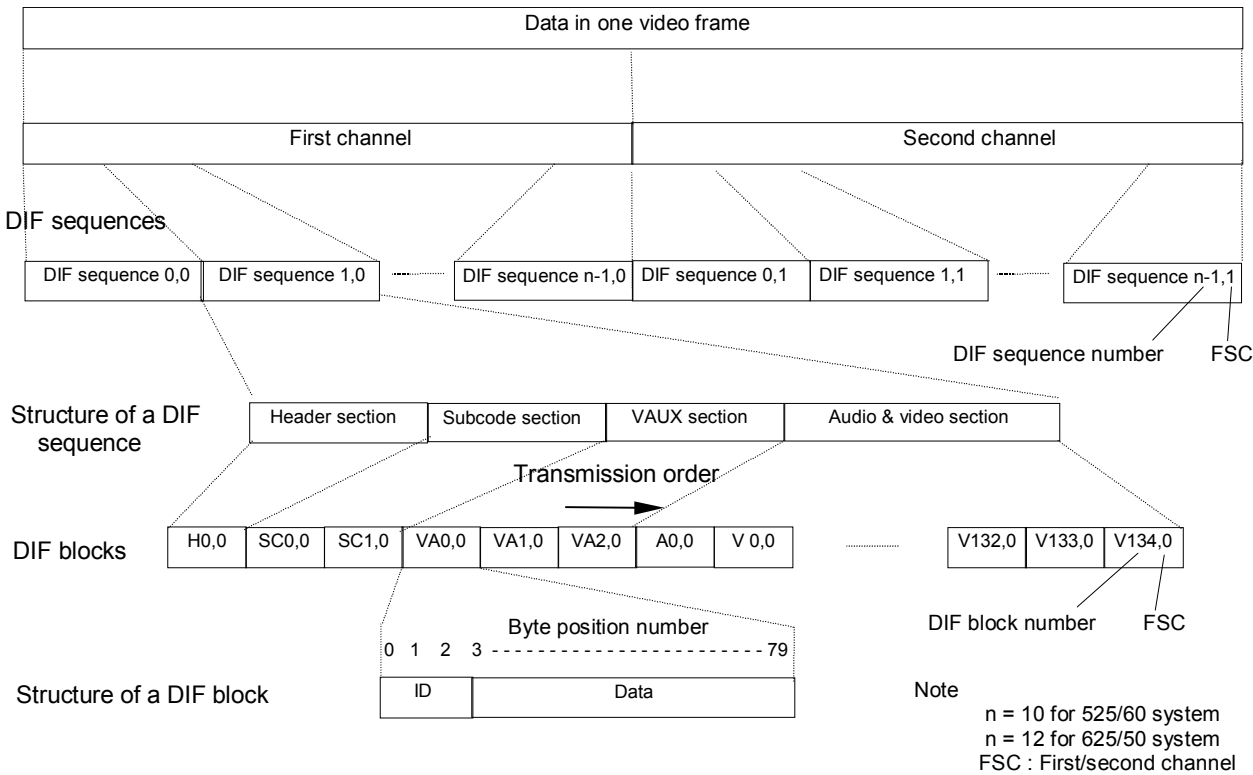 Data in one video frame
First channel
Second channel
DIF sequences
DIF sequence 0,0
DIF sequence 1,0
DIF sequence n-1,0
DIF sequence 0,1
DIF sequence 1,1
DIF sequence n-1,1
DIF sequence number
FSC
Structure of a DIF
sequence
Header section
Subcode section
VAUX section
Audio & video section
Transmission order
DIF blocks
H0,0
SC0,0
SC1,0
VA0,0
VA1,0
VA2,0
A0,0
V 0,0
V132,0
V133,0
V134,0
DIF block number
FSC
Byte position number
0 1 2 3 - - - - - - - - - - - - - - - - - - - - - - - - - 79
Structure of a DIF block
ID
Data
Note
n = 10 for 525/60 system
n = 12 for 625/50 system
FSC : First/second channel